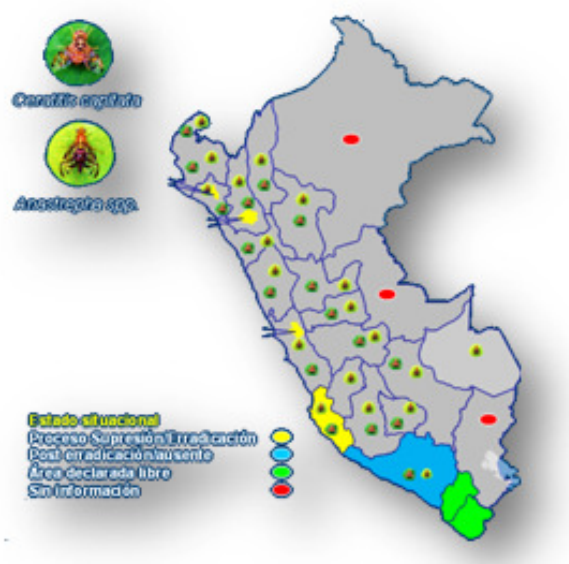 Ceratitis capitata
Anastrepha spp.
Estado situacional
Proceso Supresión/Erradicación
Post erradicación/ausente
Área declarada libre
Sin información